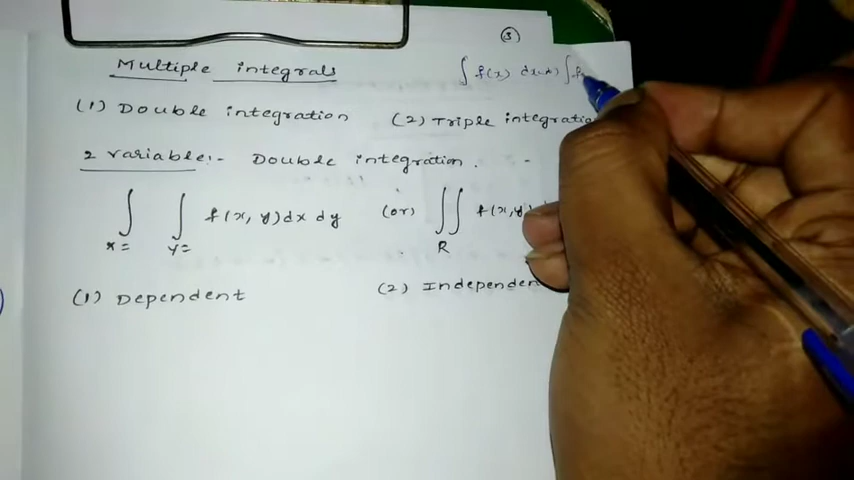 (3)
Multiple integrals ∫ f(x) dx
(1) Double integration (2) Triple integration
2 variable:- Double integration.
∫ ∫ f(x, y) dx dy (or) ∫∫ f(x, y)
x= y= R
(1) Dependent (2) Independent